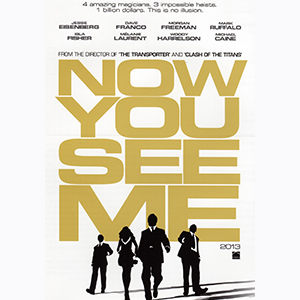 4 amazing magicians. 3 impossible heists.
1 billion dollars. This is no illusion.
JESSE EISENBERG
DAVE FRANCO
MORGAN FREEMAN
MARK RUFFALO
ISLA FISHER
MÉLANIE LAURENT
WOODY HARRELSON
MICHAEL CAINE
FROM THE DIRECTOR OF 'THE TRANSPORTER' AND 'CLASH OF THE TITANS'
NOW
YOU
SEE
ME
2013